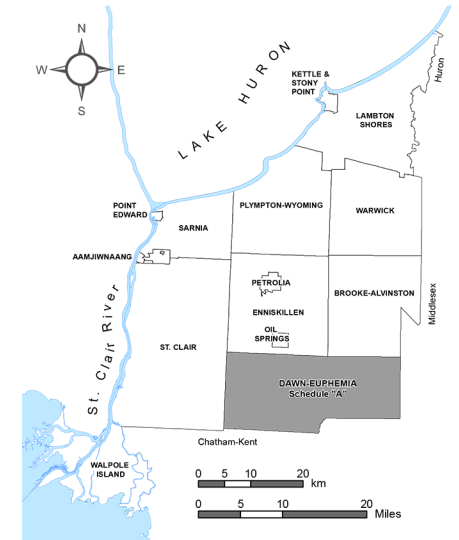 N
W E
S
LAKE HURON
KETTLE &
STONY
POINT
Huron
LAMBTON
SHORES
POINT
EDWARD
SARNIA
PLYMPTON-WYOMING
WARWICK
AAMJIWNAANG
PETROLIA
BROOKE-ALVINSTON
Middlesex
ENNISKILLEN
OIL
SPRINGS
ST. CLAIR
St. Clair River
DAWN-EUPHEMIA
Schedule "A"
Chatham-Kent
WALPOLE
ISLAND
0 5 10 20
km
0 5 10 20
Miles